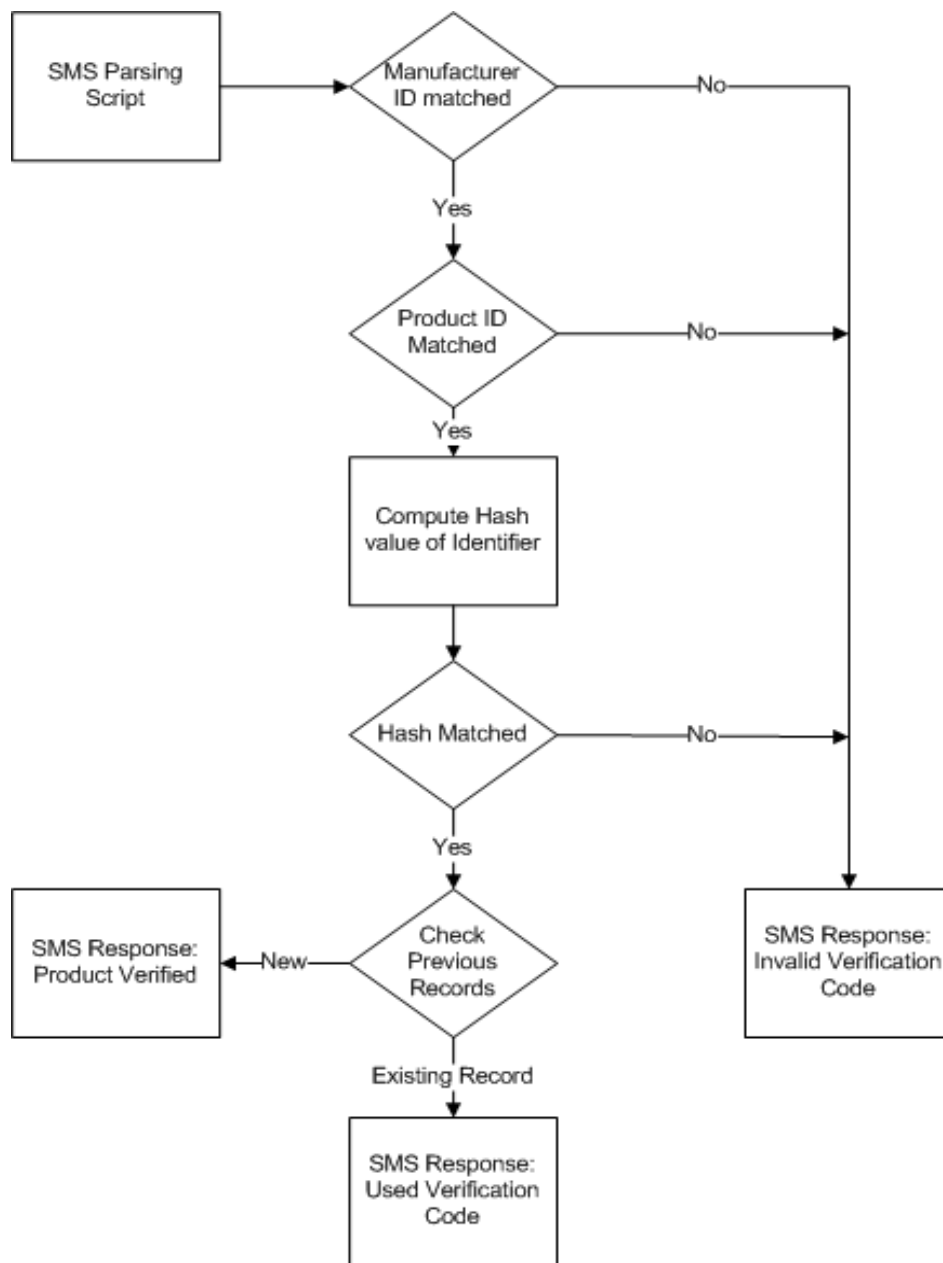 SMS Parsing
Script
Manufacturer
ID matched
No
Yes
Product ID
Matched
No
Yes
Compute Hash
value of Identifier
Hash Matched
No
Yes
SMS Response:
Product Verified
New
Check
Previous
Records
SMS Response:
Invalid Verification
Code
Existing Record
SMS Response:
Used Verification
Code